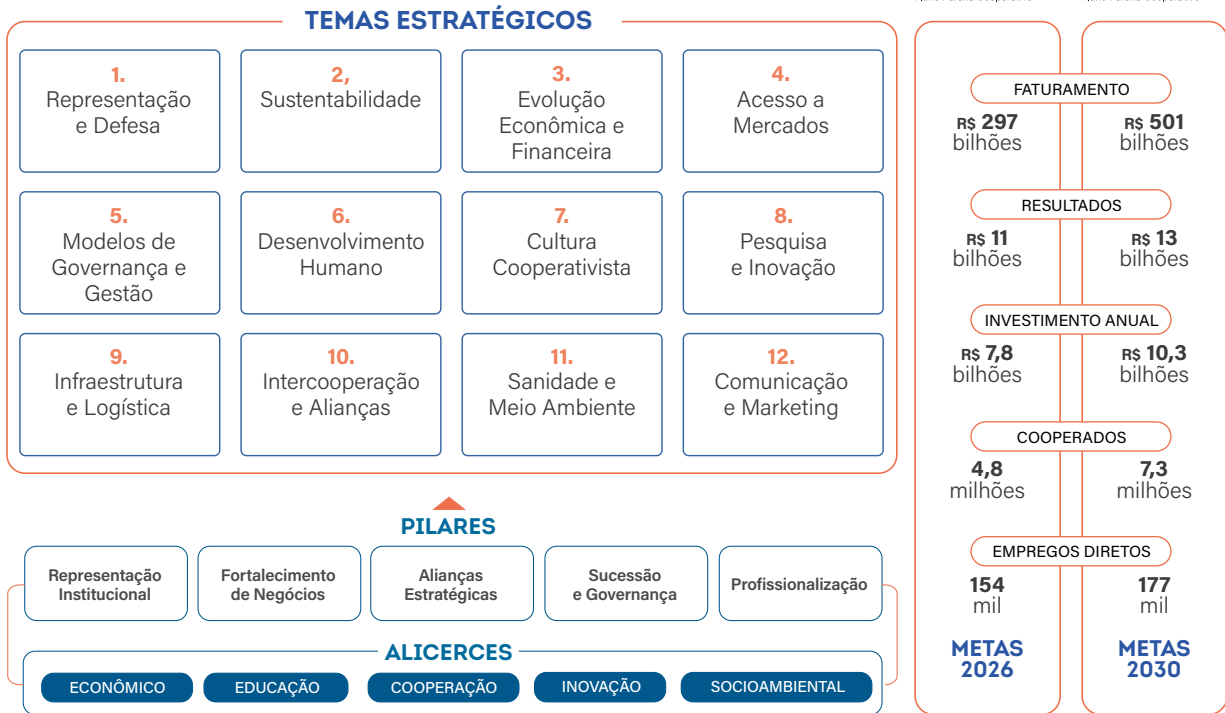 TEMAS ESTRATÉGICOS
1.
Representação
e Defesa
2,
Sustentabilidade
3.
Evolução
Econômica e
Financeira
4.
Acesso a
Mercados
5.
Modelos de
Governança e
Gestão
6.
Desenvolvimento
Humano
7.
Cultura
Cooperativista
8.
Pesquisa
e Inovação
9.
Infraestrutura
e Logística
10.
Intercooperação
e Alianças
11.
Sanidade e
Meio Ambiente
12.
Comunicação
e Marketing
PILARES
Representação
Institucional
Fortalecimento
de Negócios
Alianças
Estratégicas
Sucessão
e Governança
Profissionalização
ALICERCES
ECONÔMICO
EDUCAÇÃO
COOPERAÇÃO
INOVAÇÃO
SOCIOAMBIENTAL
FATURAMENTO
R$ 297
bilhões
R$ 501
bilhões
RESULTADOS
R$ 11
bilhões
R$ 13
bilhões
INVESTIMENTO ANUAL
R$ 7,8
bilhões
R$ 10,3
bilhões
COOPERADOS
4,8
milhões
7,3
milhões
EMPREGOS DIRETOS
154
mil
177
mil
METAS
2026
METAS
2030